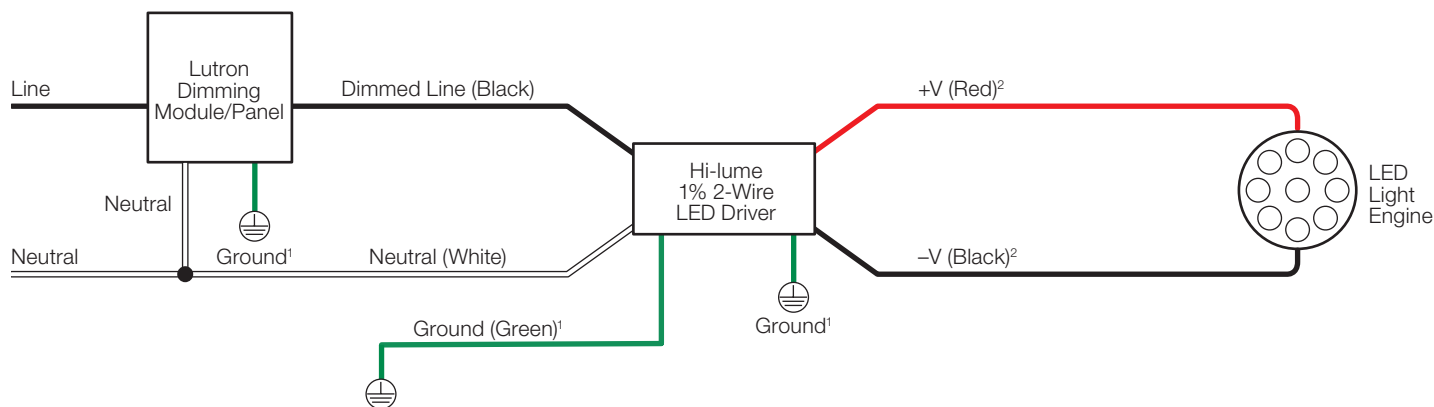 Line
Lutron
Dimming
Module/Panel
Dimmed Line (Black)
+V (Red)²
Neutral
Ground¹
Hi-lume
1% 2-Wire
LED Driver
LED
Light
Engine
Neutral
Neutral (White)
–V (Black)²
Ground (Green)¹
Ground¹